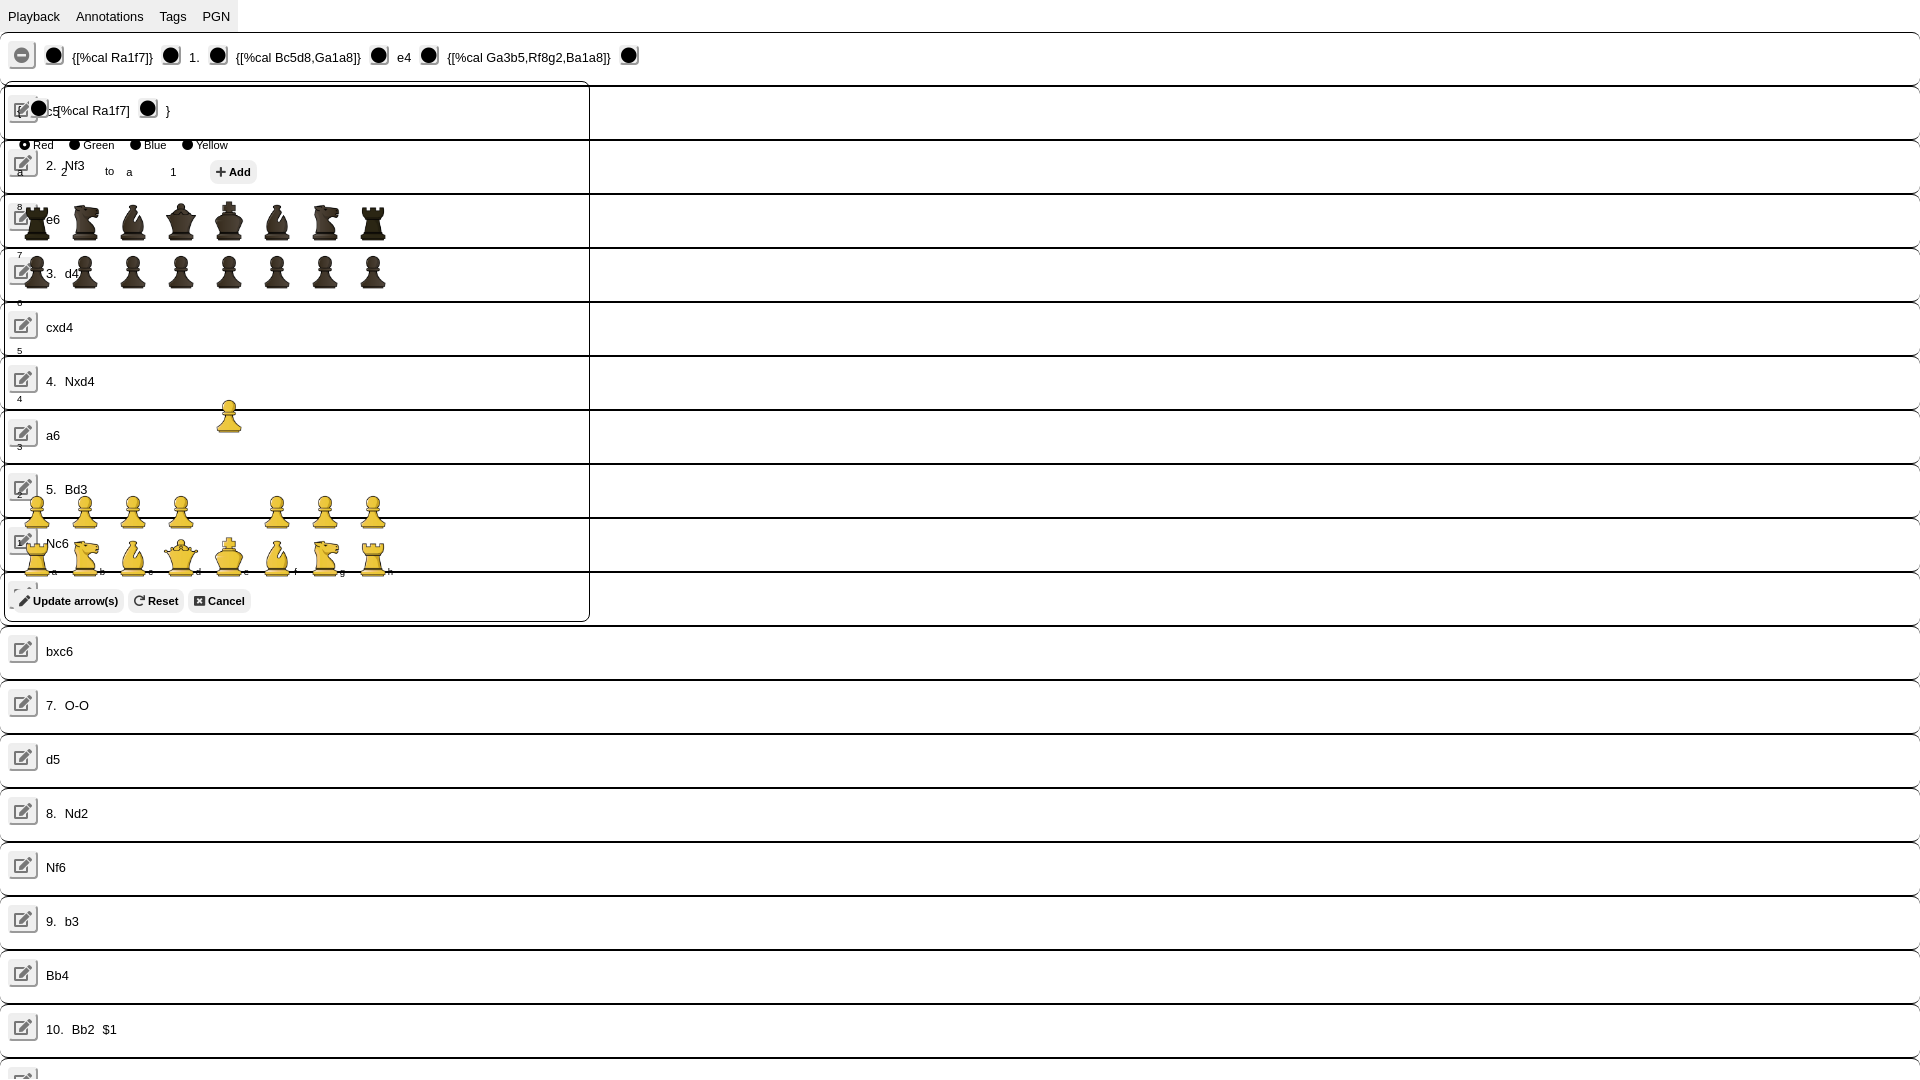 Playback Annotations Tags PGN
{[%cal Ra1f7]} 1. {[%cal Bc5d8,Ga1a8]} e4 {[%cal Ga3b5,Rf8g2,Ba1a8]}
c5
{ [%cal Ra1f7] }
Red Green Blue Yellow
2. Nf3
a 2 to a 1 Add
8
e6
7
3. d4
6
cxd4
5
4. Nxd4
4
a6
3
5. Bd3
2
1
Nc6
a b c d e f g h
Update arrow(s) Reset Cancel
bxc6
7. O-O
d5
8. Nd2
Nf6
9. b3
Bb4
10. Bb2 $1